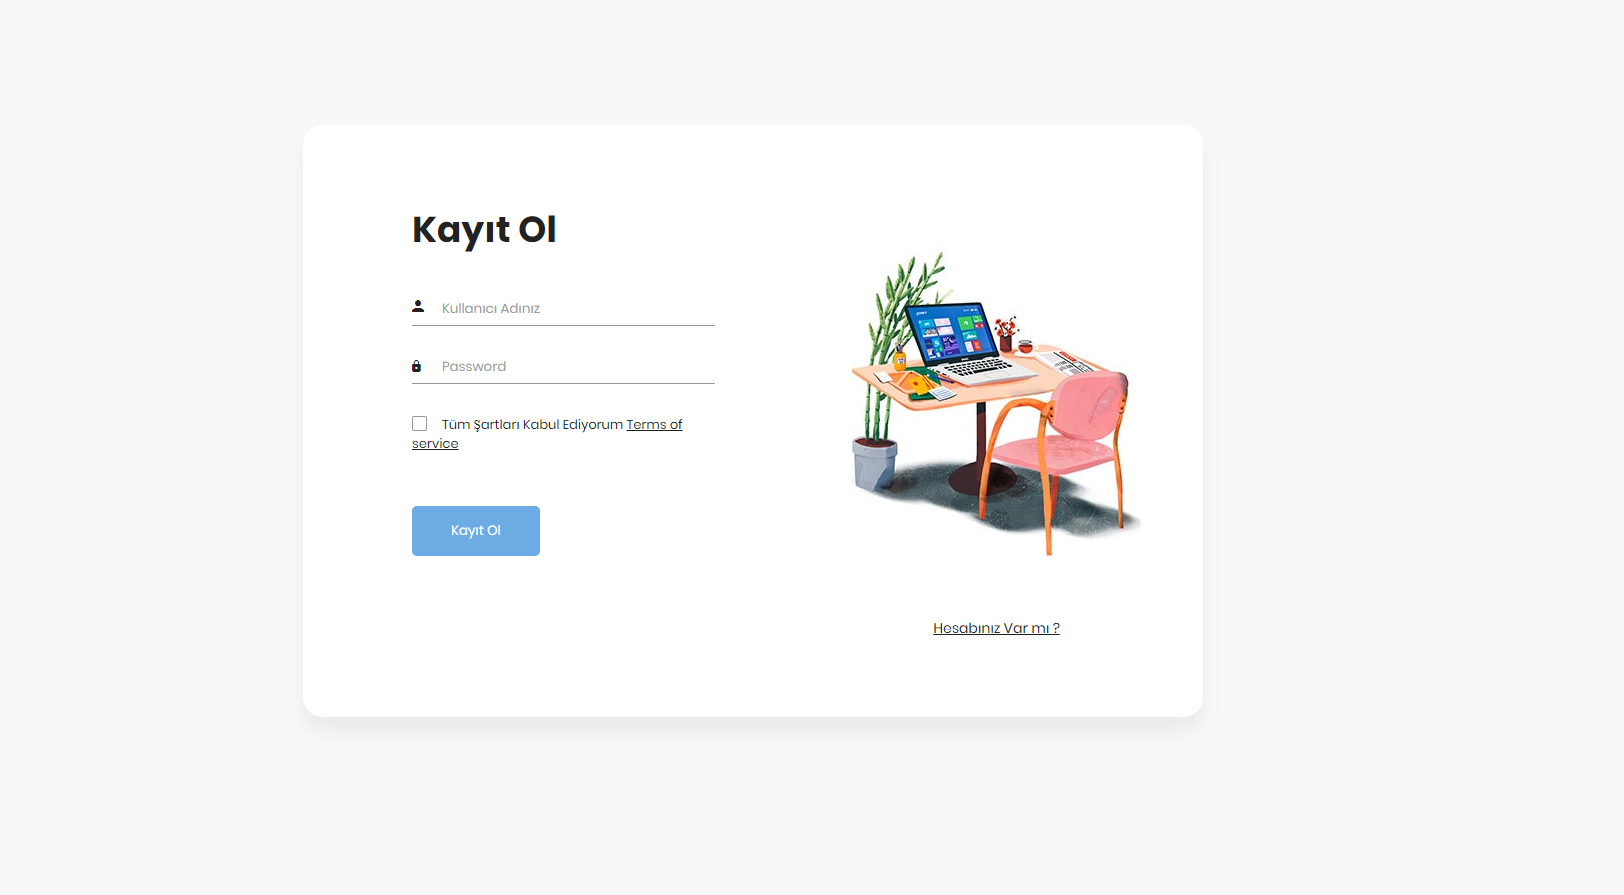 Kayıt Ol
Kullanıcı Adınız
Password
Tüm Şartları Kabul Ediyorum Terms of
service
Kayıt Ol
Hesabınız Var mı ?